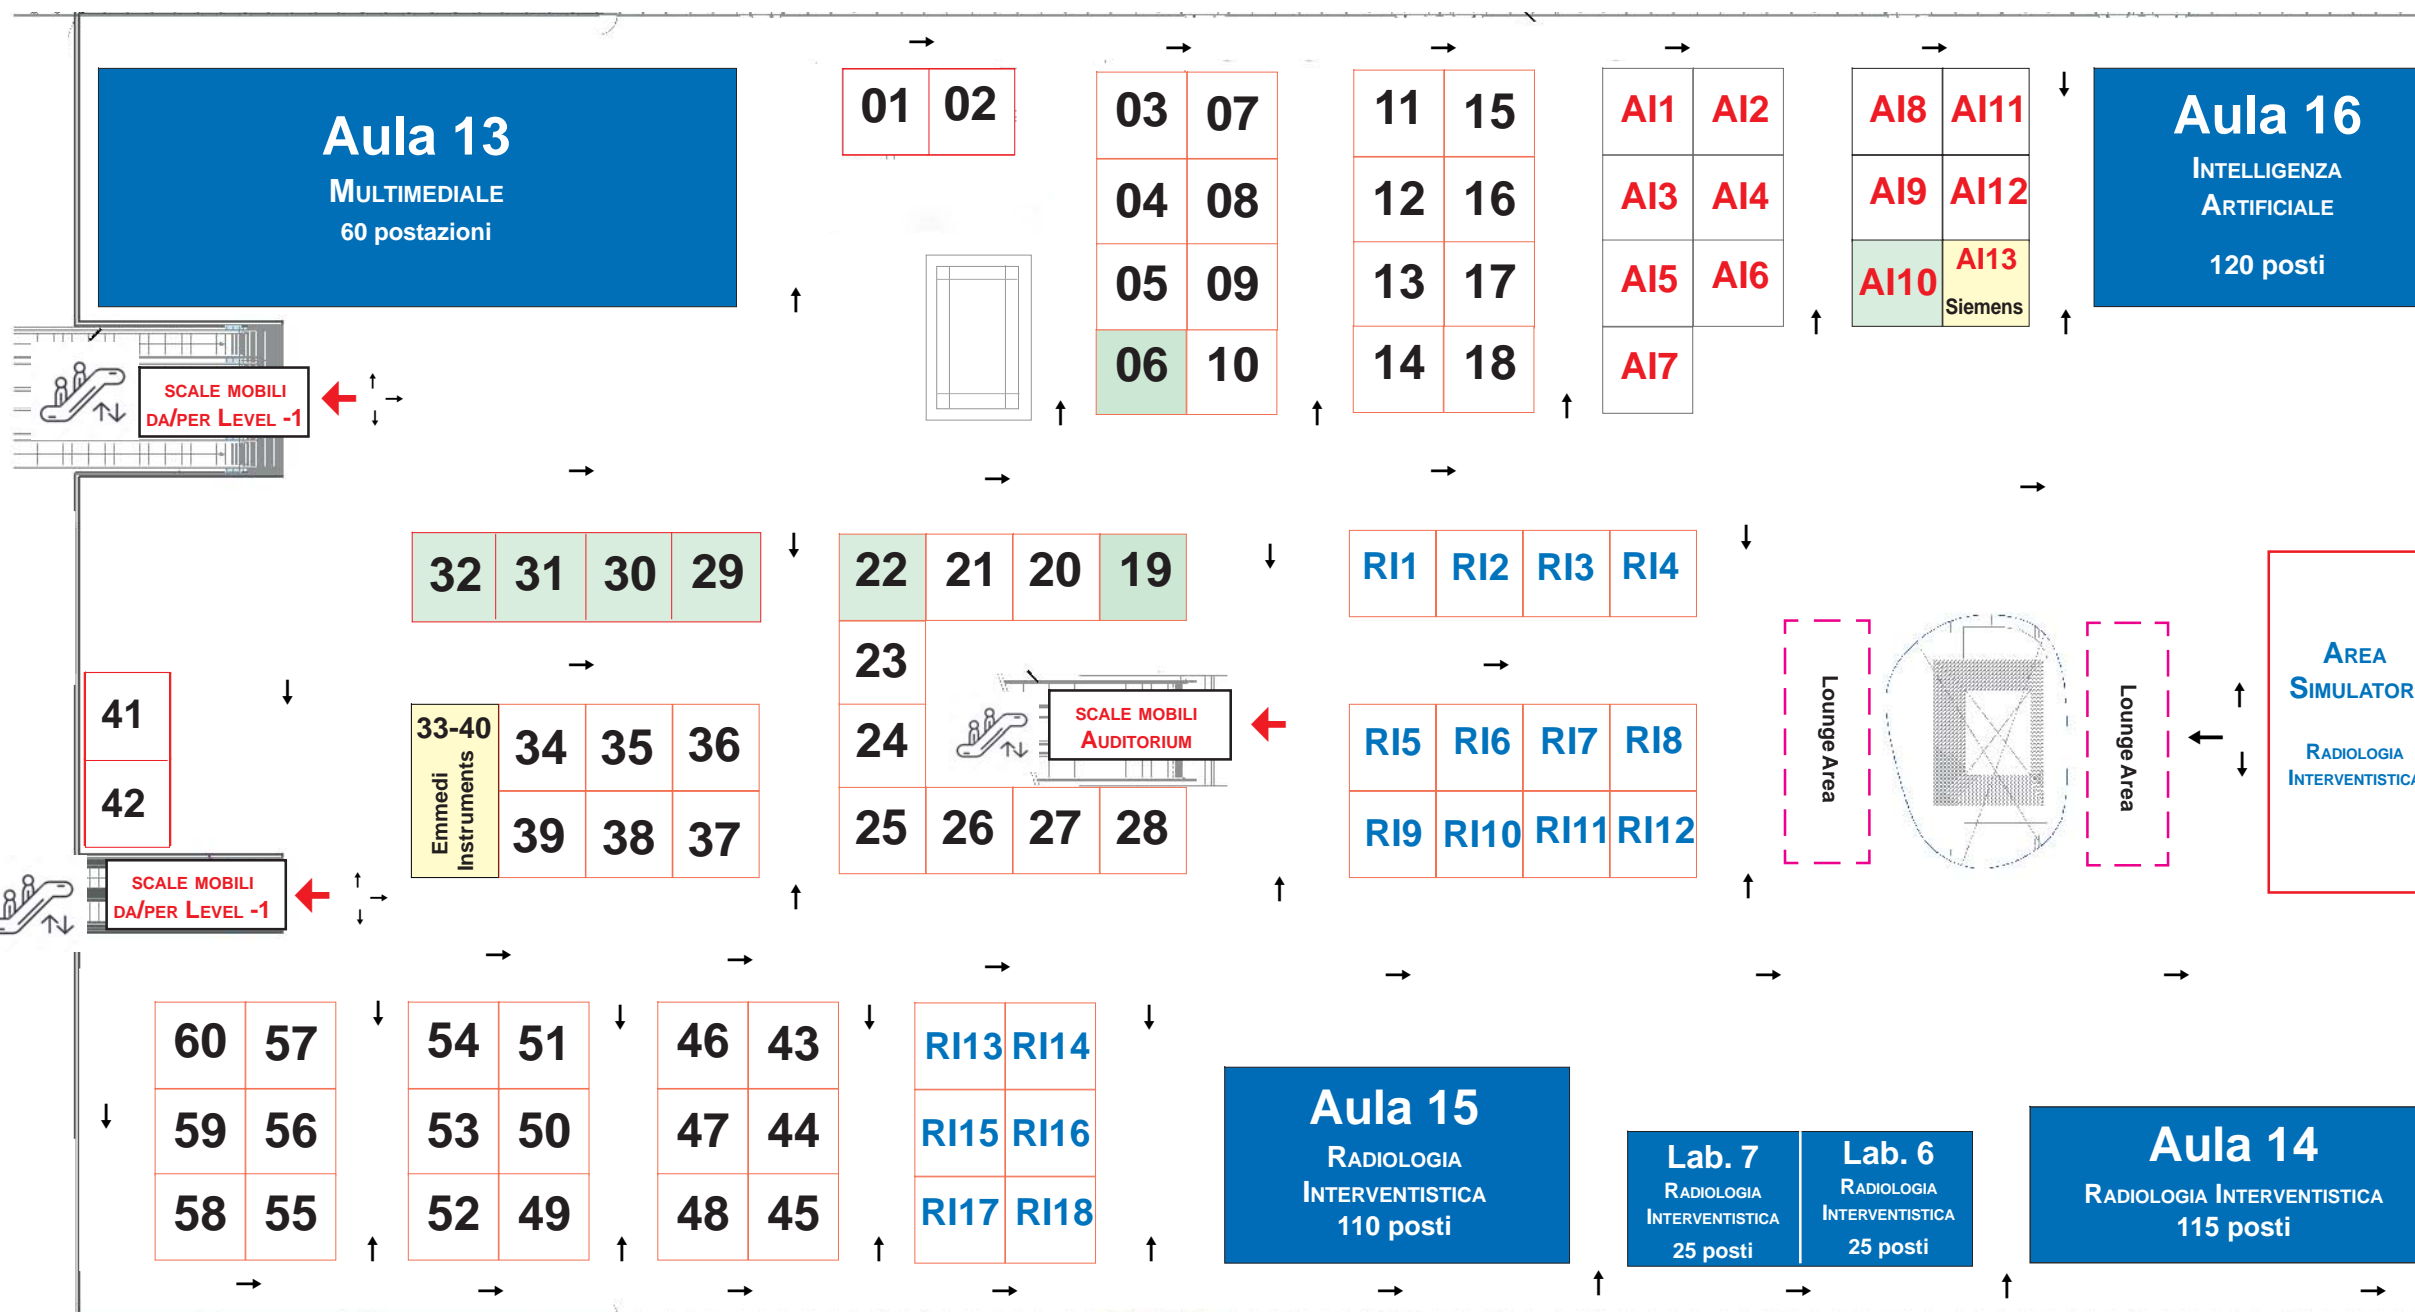 Aula 13
Multimediale
60 postazioni
01 02
03 07
04 08
05 09
06 10
11 15
12 16
13 17
14 18
AI1 AI2
AI3 AI4
AI5 AI6
AI7
AI8 AI11
AI9 AI12
AI10 AI13
Siemens
Aula 16
Intelligenza
Artificiale
120 posti
scale mobili
da/per Level -1
32 31 30 29
22 21 20 19
23
24
25 26 27 28
scale mobili
Auditorium
RI1 RI2 RI3 RI4
RI5 RI6 RI7 RI8
RI9 RI10 RI11 RI12
Lounge Area
Lounge Area
Area
Simulator
Radiologia
Interventistica
41
42
33-40
Emmedi
Instruments
34 35 36
39 38 37
scale mobili
da/per Level -1
60 57
59 56
58 55
54 51
53 50
52 49
46 43
47 44
48 45
RI13 RI14
RI15 RI16
RI17 RI18
Aula 15
Radiologia
Interventistica
110 posti
Lab. 7
Radiologia
Interventistica
25 posti
Lab. 6
Radiologia
Interventistica
25 posti
Aula 14
Radiologia Interventistica
115 posti